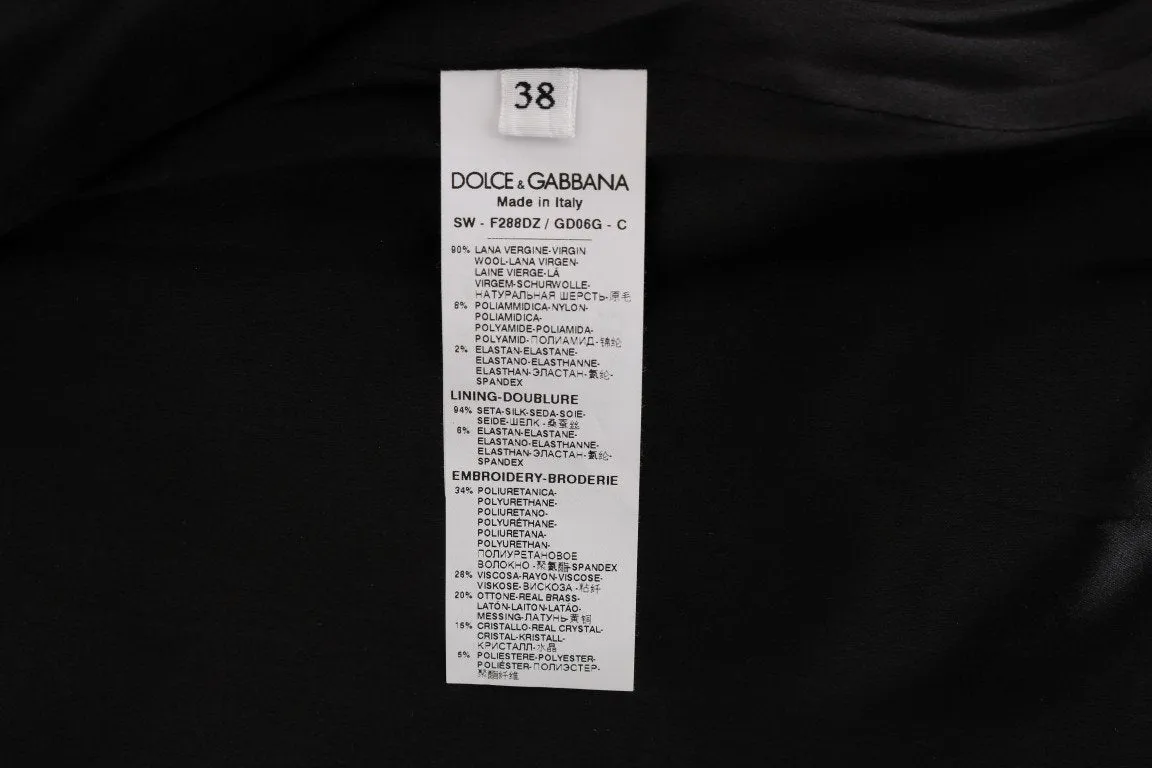 38
DOLCE & GABBANA
Made in Italy
SW - F288DZ / GD06G - C
90% LANA VERGINE-VIRGIN
WOOL-LANA VIRGEN-
LAINE VIERGE-LÃ
VIRGEM-SCHURWOLLE-
НАТУРАЛЬНАЯ ШЕРСТЬ-原毛
8% POLIAMMIDICA-NYLON-
POLIAMIDICA-
POLYAMIDE-POLIAMIDA-
POLYAMID-ПОЛИАМИД-锦纶
2% ELASTAN-ELASTANE-
ELASTANO-ELASTHANNE-
ELASTHAN-ЭЛАСТАН-氨纶-
SPANDEX
LINING-DOUBLURE
94% SETA-SILK-SEDA-SOIE-
SEIDE-ШЕЛК-桑蚕丝
6% ELASTAN-ELASTANE-
ELASTANO-ELASTHANNE-
ELASTHAN-ЭЛАСТАН-氨纶-
SPANDEX
EMBROIDERY-BRODERIE
34% POLIURETANICA-
POLYURETHANE-
POLIURETANO-
POLYURÉTHANE-
POLIURETANA-
POLYURETHAN-
ПОЛИУРЕТАНОВОЕ
ВОЛОКНО-聚氨酯-SPANDEX
28% VISCOSA-RAYON-VISCOSE-
VISKOSE-ВИСКОЗА-粘纤
20% OTTONE-REAL BRASS-
LATÓN-LAITON-LATÃO-
MESSING-ЛАТУНЬ-黄铜
CRISTALLO-REAL CRYSTAL-
CRISTAL-KRISTALL-
КРИСТАЛЛ-水晶
5% POLIESTERE-POLYESTER-
POLIÉSTER-ПОЛИЭСТЕР-
聚酯纤维